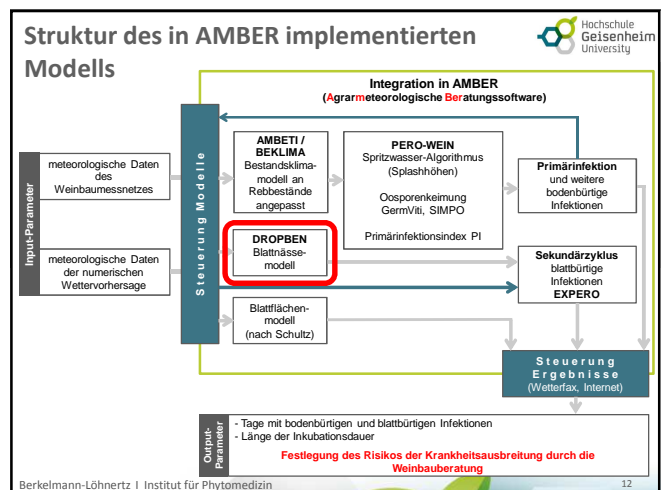 Struktur des in AMBER implementierten
Modells
Hochschule
Geisenheim
University
Integration in AMBER
(Agrarmeteorologische Beratungssoftware)
Input-Parameter
meteorologische Daten
des
Weinbaumessnetzes
meteorologische Daten
der numerischen
Wettervorhersage
Steuerung Modelle
AMBETI /
BEKLIMA
Bestandsklima-
modell an
Rebbestände
angepasst
DROPBEN
Blattnässe-
modell
Blattflächen-
modell
(nach Schultz)
PERO-WEIN
Spritzwasser-Algorithmus
(Splashhöhen)
Oosporenkeimung
GermViti, SIMPO
Primärinfektionsindex PI
Primärinfektion
und weitere
bodenbürtige
Infektionen
Sekundärzyklus
blattbürtige
Infektionen
EXPERO
Steuerung
Ergebnisse
(Wetterfax, Internet)
Output-
Parameter
- Tage mit bodenbürtigen und blattbürtigen Infektionen
- Länge der Inkubationsdauer
Festlegung des Risikos der Krankheitsausbreitung durch die
Weinbauberatung
Berkelmann-Löhnertz I Institut für Phytomedizin
12